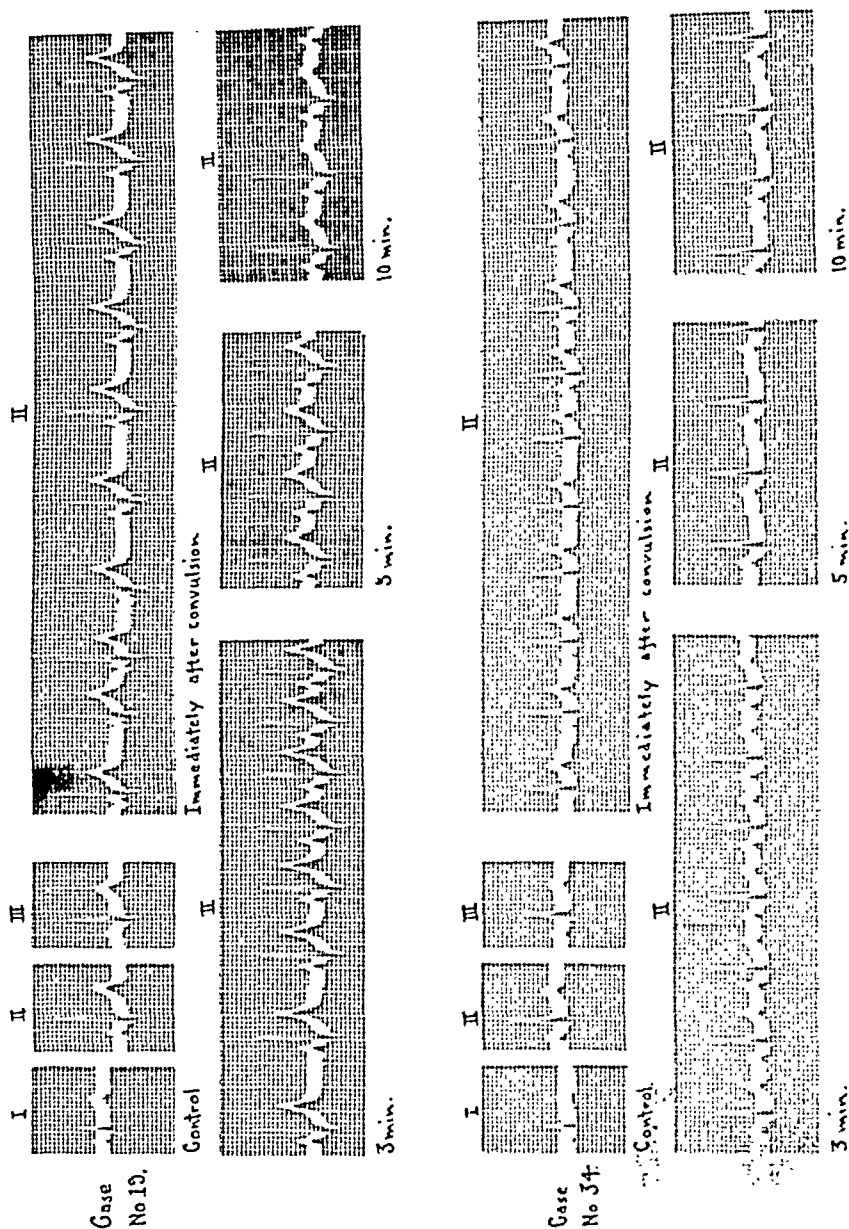 I II III II
Case
No 19.
Control Immediately after convulsion
II II II
3 min. 5 min. 10 min.
I II III II
Case
No 34.
Control Immediately after convulsion
II II II
3 min. 5 min. 10 min.